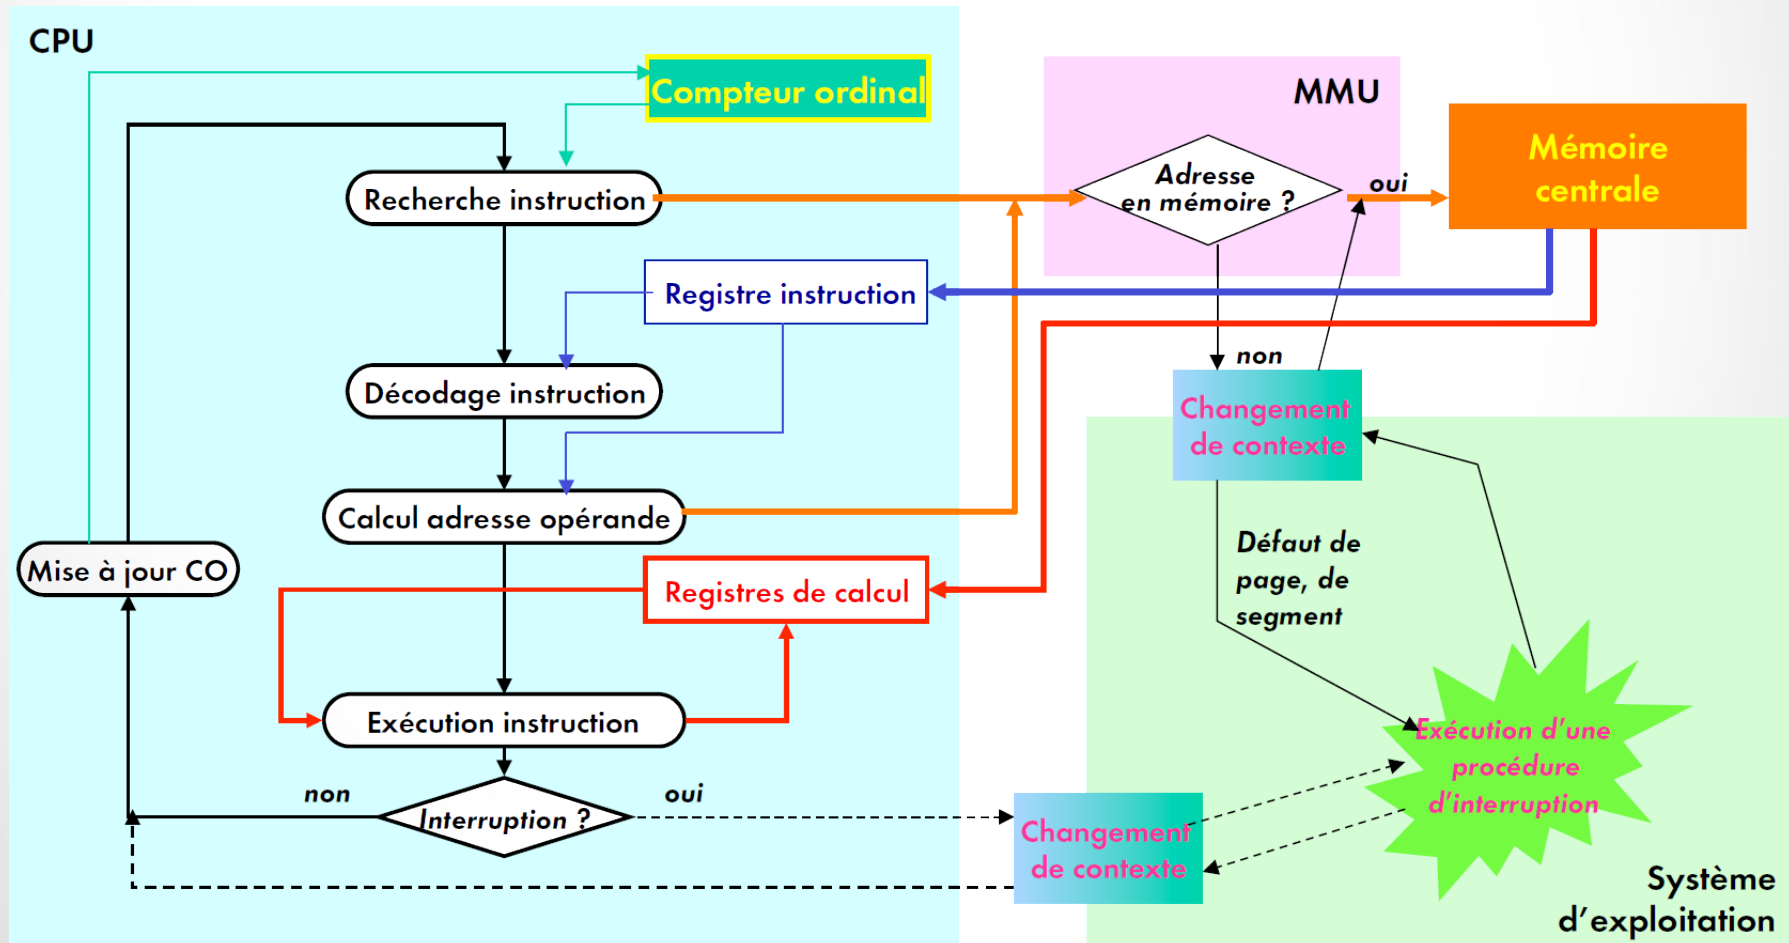 CPU
Compteur ordinal
MMU
Mémoire
centrale
Adresse
en mémoire ?
oui
Recherche instruction
Registre instruction
non
Décodage instruction
Changement
de contexte
Calcul adresse opérande
Défaut de
page, de
segment
Mise à jour CO
Registres de calcul
Exécution instruction
Exécution d'une
procédure
d'interruption
non
Interruption ?
oui
Changement
de contexte
Système
d'exploitation